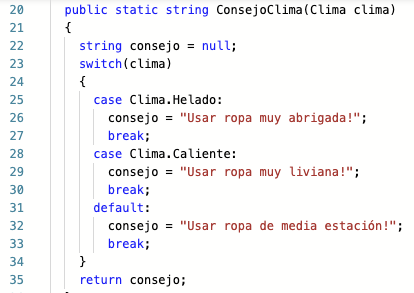 20 public static string ConsejoClima(Clima clima)
21 {
22 string consejo = null;
23 switch(clima)
24 {
25 case Clima.Helado:
26 consejo = "Usar ropa muy abrigada!";
27 break;
28 case Clima.Caliente:
29 consejo = "Usar ropa muy liviana!";
30 break;
31 default:
32 consejo = "Usar ropa de media estación!";
33 break;
34 }
35 return consejo;